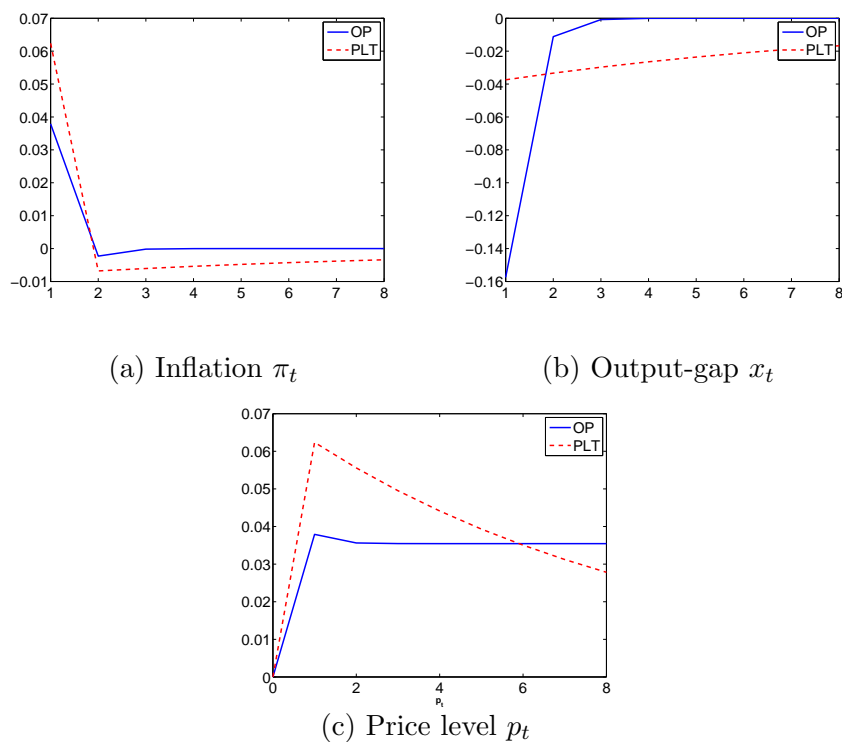 0.07
0.06
0.05
0.04
0.03
0.02
0.01
0
−0.01
1 2 3 4 5 6 7 8
OP
PLT
(a) Inflation πt
0
−0.02
−0.04
−0.06
−0.08
−0.1
−0.12
−0.14
−0.16
1 2 3 4 5 6 7 8
OP
PLT
(b) Output-gap xt
0.07
0.06
0.05
0.04
0.03
0.02
0.01
0
0 2 4 6 8
pt
OP
PLT
(c) Price level pt